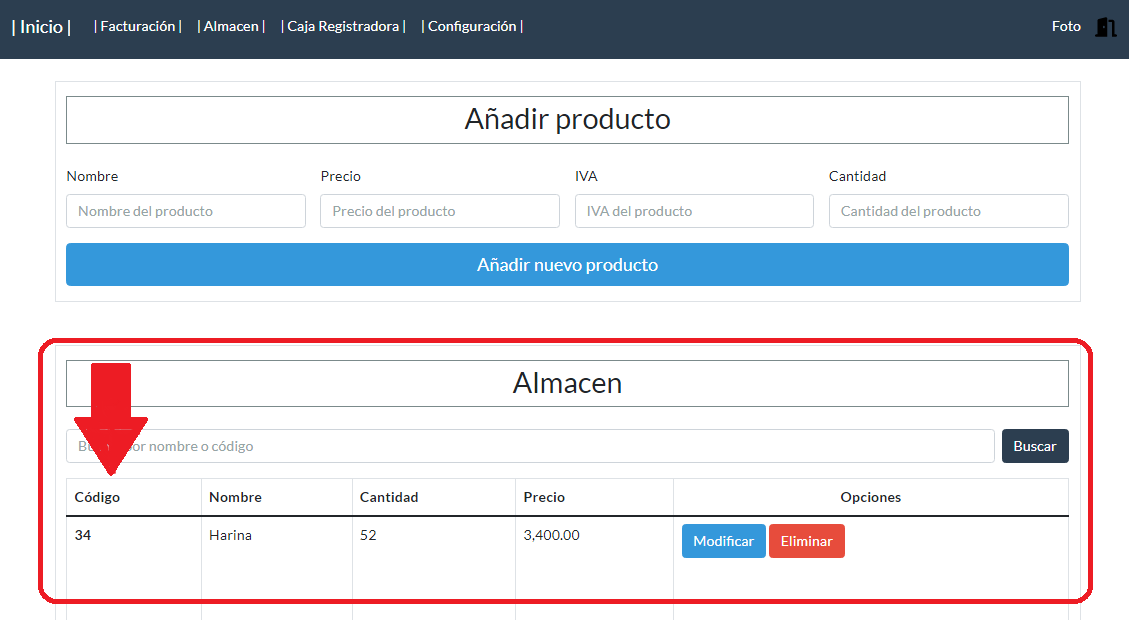 | Inicio | | Facturación | | Almacen | | Caja Registradora | | Configuración | Foto
Añadir producto
Nombre Precio IVA Cantidad
Nombre del producto Precio del producto IVA del producto Cantidad del producto
Añadir nuevo producto
Almacen
por nombre o código Buscar
Código Nombre Cantidad Precio Opciones
34 Harina 52 3,400.00 Modificar Eliminar